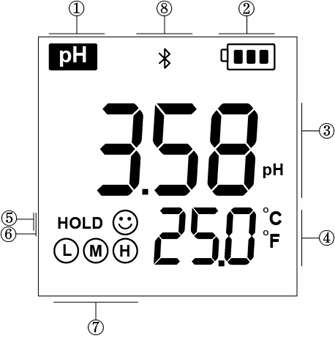 ① ⑧ ②
pH
3.58 pH ③
⑤ HOLD 25.0 °C
⑥ L M H °F ④
⑦